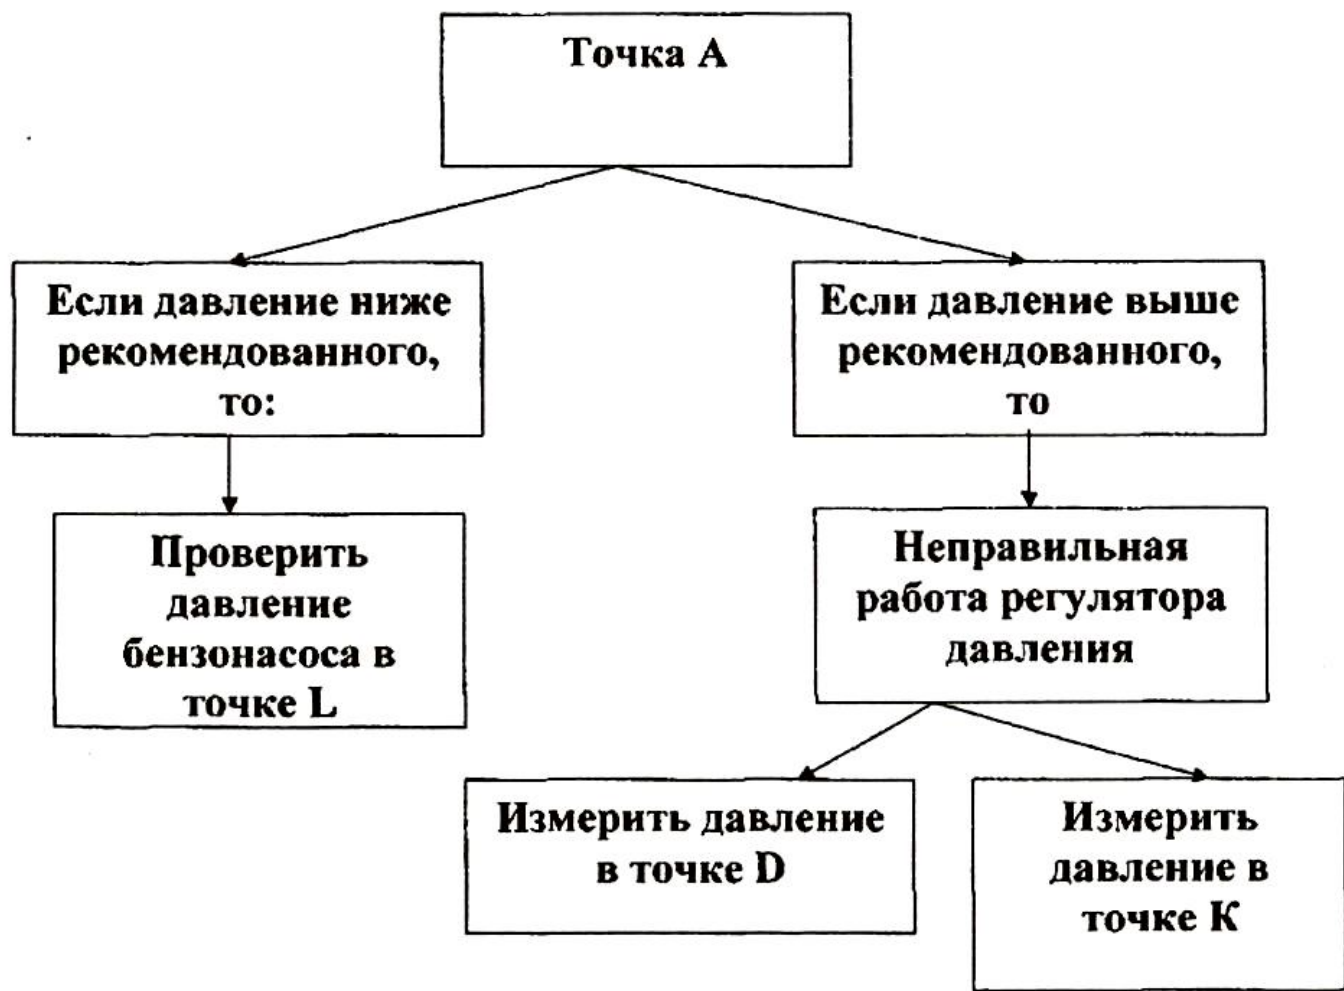 Точка А
Если давление ниже
рекомендованного,
то:
Если давление выше
рекомендованного,
то
Проверить
давление
бензонасоса в
точке L
Неправильная
работа регулятора
давления
Измерить давление
в точке D
Измерить
давление в
точке К